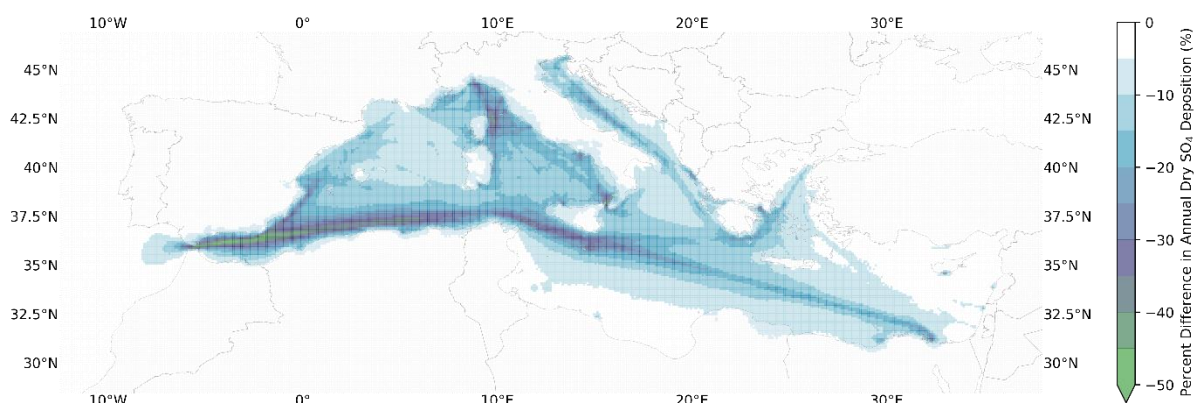 10°W 0° 10°E 20°E 30°E
45°N 45°N
42.5°N 42.5°N
40°N 40°N
37.5°N 37.5°N
35°N 35°N
32.5°N 32.5°N
30°N 30°N
10°W 0° 10°E 20°E 30°E
0
−10
−20
−30
−40
−50
Percent Difference in Annual Dry SO₄ Deposition (%)